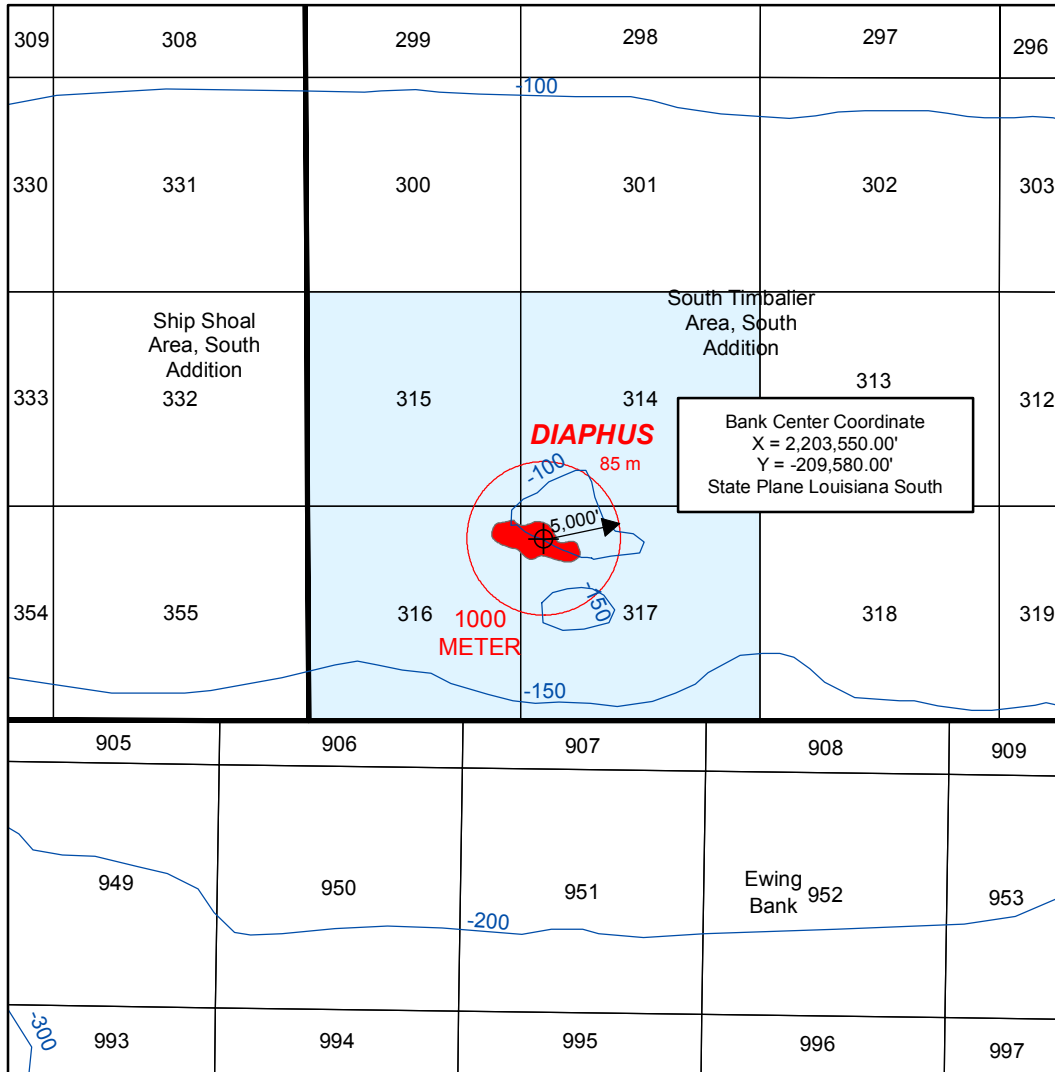 309 308 299 298 297 296
-100
330 331 300 301 302 303
Ship Shoal
Area, South
Addition
South Timbalier
Area, South
Addition
333 332 315 314 313 312
Bank Center Coordinate
X = 2,203,550.00'
Y = -209,580.00'
State Plane Louisiana South
DIAPHUS
85 m
-100
5,000'
354 355 316 317 318 319
-150
1000
METER
-150
905 906 907 908 909
949 950 951 952 953
Ewing
Bank
-200
-300
993 994 995 996 997